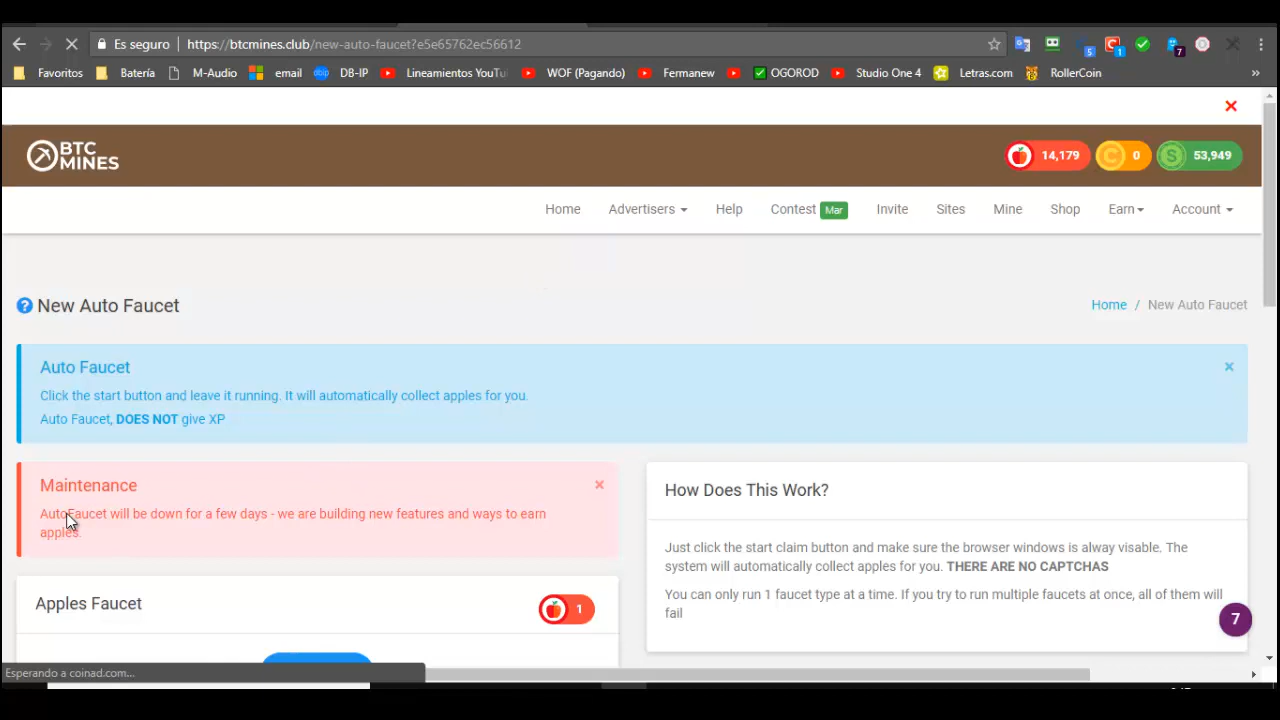 Es seguro https://btcmines.club/new-auto-faucet?e5e65762ec56612
5 1 7
Favoritos Batería M-Audio email dbip DB-IP Lineamientos YouTu WOF (Pagando) Fermanew OGOROD Studio One 4 Letras.com RollerCoin »
BTC
MINES
14,179 C 0 S 53,949
Home Advertisers Help Contest Mar Invite Sites Mine Shop Earn Account
? New Auto Faucet
Home / New Auto Faucet
Auto Faucet ×
Click the start button and leave it running. It will automatically collect apples for you.
Auto Faucet, DOES NOT give XP
Maintenance ×
AutoFaucet will be down for a few days - we are building new features and ways to earn
apples.
How Does This Work?
Just click the start claim button and make sure the browser windows is alway visable. The
system will automatically collect apples for you. THERE ARE NO CAPTCHAS
You can only run 1 faucet type at a time. If you try to run multiple faucets at once, all of them will
fail
Apples Faucet 1
7
Esperando a coinad.com...